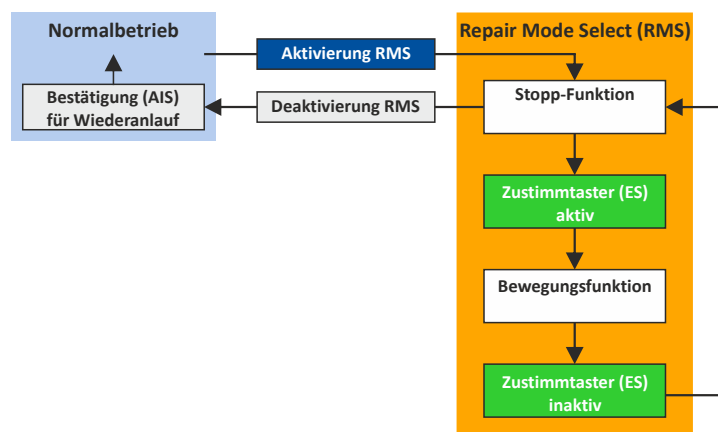 Normalbetrieb
Aktivierung RMS
Repair Mode Select (RMS)
Bestätigung (AIS)
für Wiederanlauf
Deaktivierung RMS
Stopp-Funktion
Zustimmtaster (ES)
aktiv
Bewegungsfunktion
Zustimmtaster (ES)
inaktiv